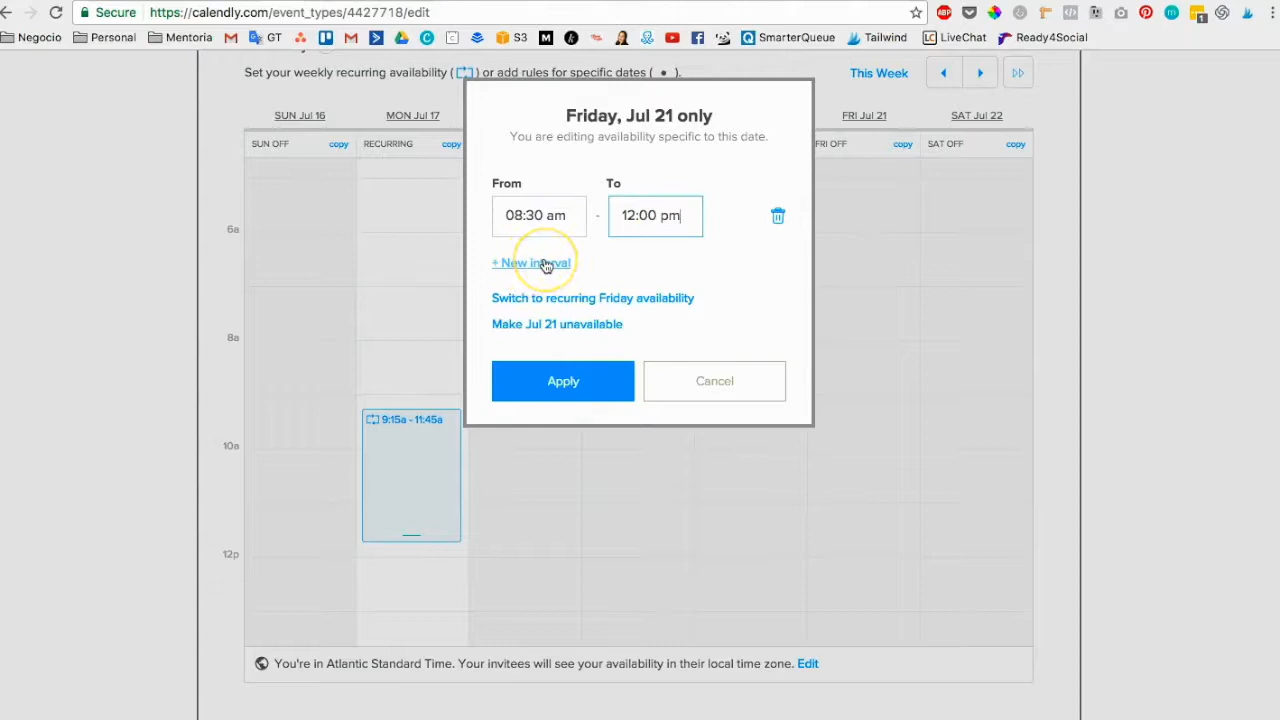 Secure https://calendly.com/event_types/4427718/edit
Negocio Personal Mentoria GT S3 SmarterQueue Tailwind LiveChat Ready4Social
Set your weekly recurring availability ( ) or add rules for specific dates ( • ).
This Week
SUN Jul 16 MON Jul 17 FRI Jul 21 SAT Jul 22
SUN OFF copy RECURRING copy FRI OFF copy SAT OFF copy
Friday, Jul 21 only
You are editing availability specific to this date.
From To
08:30 am - 12:00 pm
+ New interval
Switch to recurring Friday availability
Make Jul 21 unavailable
Apply Cancel
6a
8a
9:15a - 11:45a
10a
12p
You're in Atlantic Standard Time. Your invitees will see your availability in their local time zone. Edit